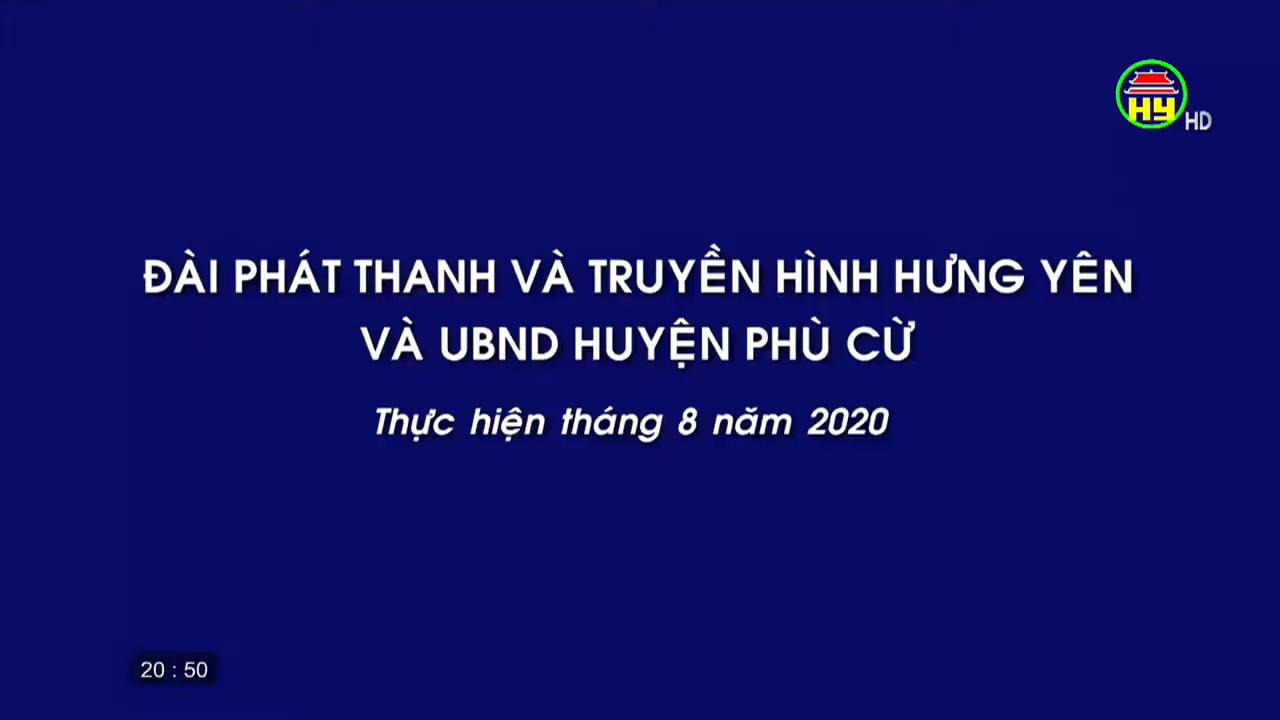 HY
HD
ĐÀI PHÁT THANH VÀ TRUYỀN HÌNH HƯNG YÊN
VÀ UBND HUYỆN PHÙ CỪ
Thực hiện tháng 8 năm 2020
20 : 50